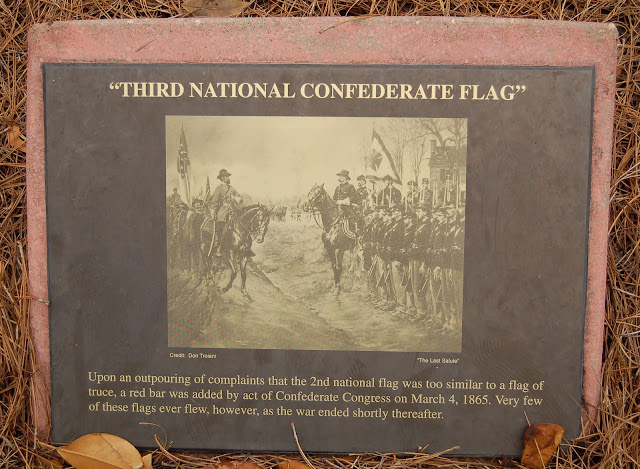 “THIRD NATIONAL CONFEDERATE FLAG”
Credit: Don Troiani
"The Last Salute"
Upon an outpouring of complaints that the 2nd national flag was too similar to a flag of
truce, a red bar was added by act of Confederate Congress on March 4, 1865. Very few
of these flags ever flew, however, as the war ended shortly thereafter.